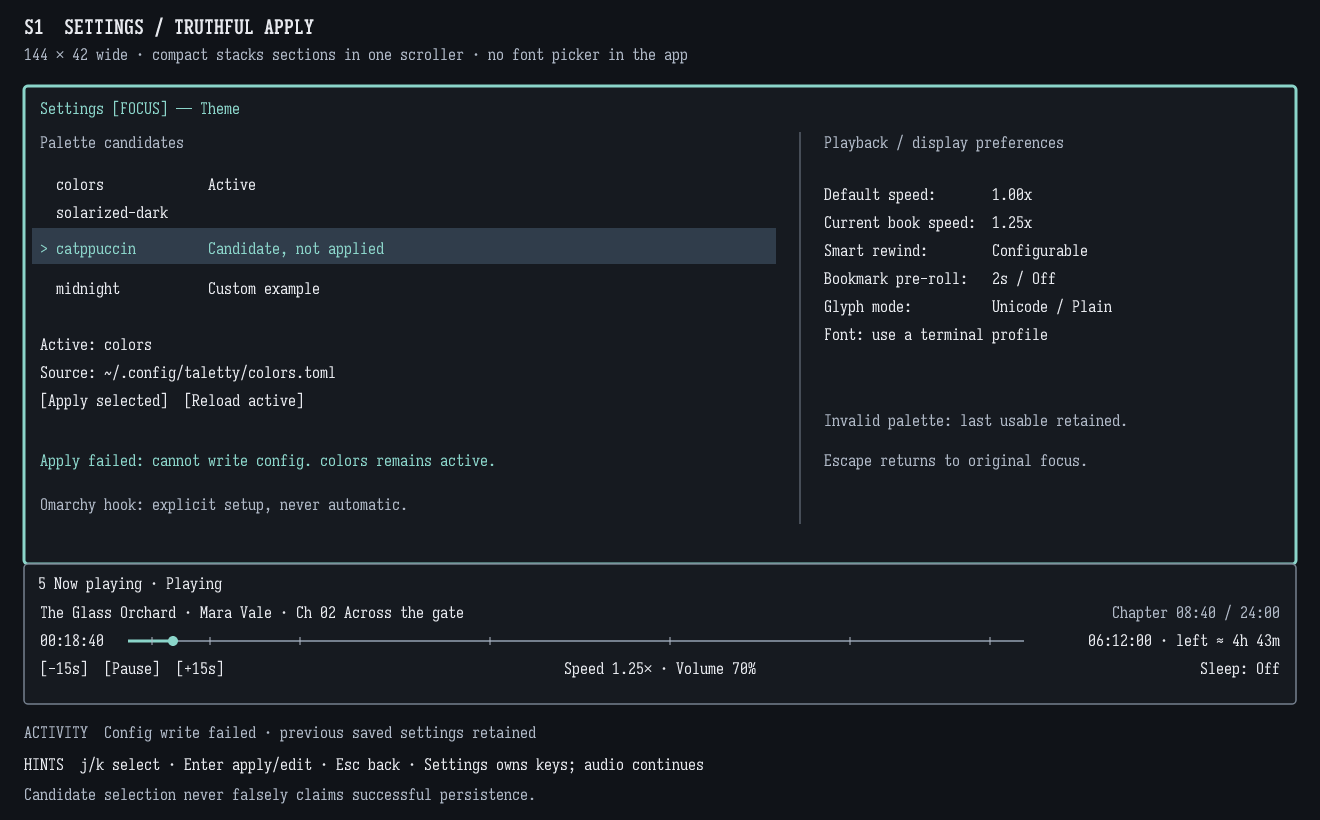 S1  SETTINGS / TRUTHFUL APPLY
144 × 42 wide · compact stacks sections in one scroller · no font picker in the app
Settings [FOCUS] — Theme
Palette candidates
colors Active
solarized-dark
> catppuccin Candidate, not applied
midnight Custom example
Active: colors
Source: ~/.config/taletty/colors.toml
[Apply selected]  [Reload active]
Apply failed: cannot write config. colors remains active.
Omarchy hook: explicit setup, never automatic.
Playback / display preferences
Default speed: 1.00x
Current book speed: 1.25x
Smart rewind: Configurable
Bookmark pre-roll: 2s / Off
Glyph mode: Unicode / Plain
Font: use a terminal profile
Invalid palette: last usable retained.
Escape returns to original focus.
5 Now playing · Playing
The Glass Orchard · Mara Vale · Ch 02 Across the gate Chapter 08:40 / 24:00
00:18:40 06:12:00 · left ≈ 4h 43m
[-15s]  [Pause]  [+15s] Speed 1.25× · Volume 70% Sleep: Off
ACTIVITY  Config write failed · previous saved settings retained
HINTS  j/k select · Enter apply/edit · Esc back · Settings owns keys; audio continues
Candidate selection never falsely claims successful persistence.